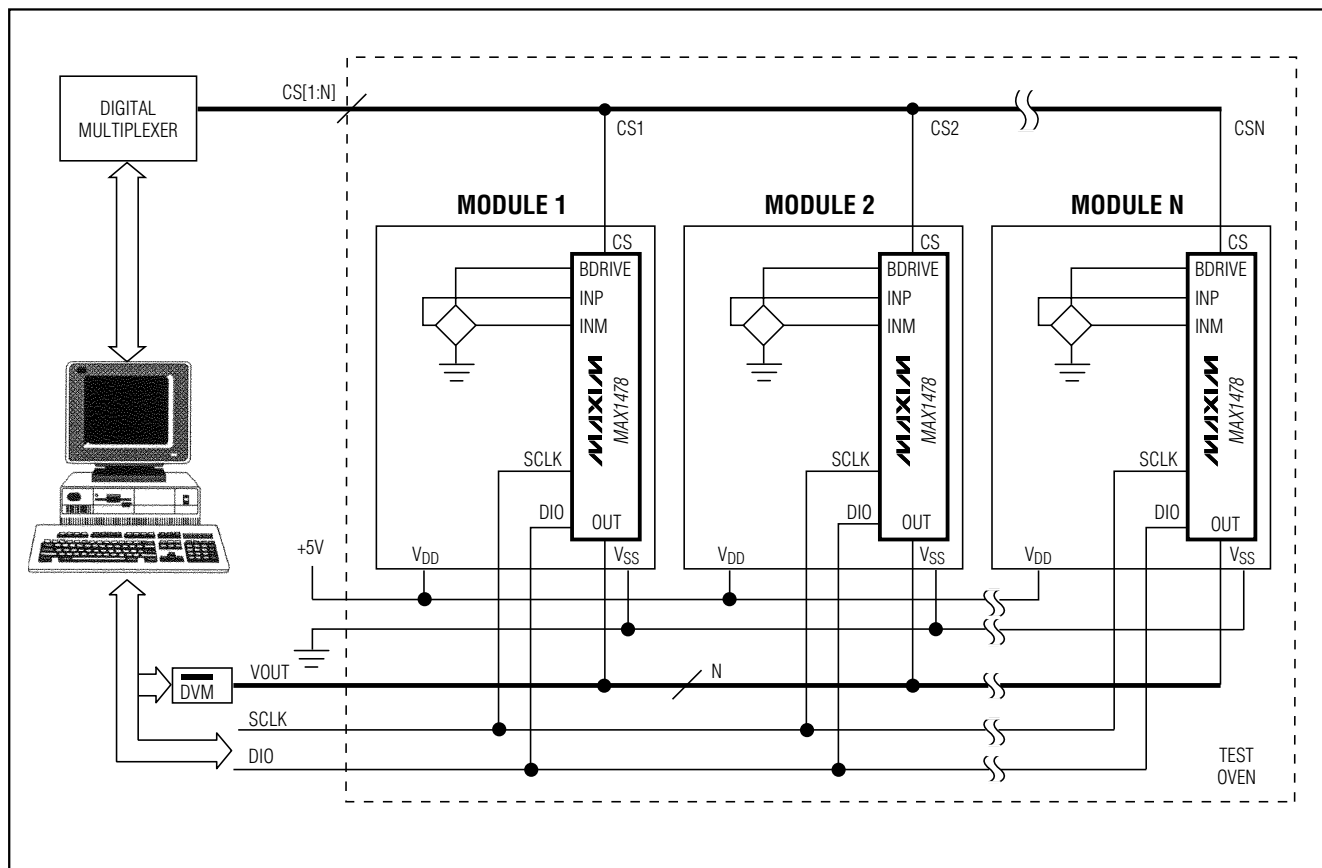 DIGITAL
MULTIPLEXER
CS[1:N]
CS1
CS2
CSN
MODULE 1
MODULE 2
MODULE N
CS
BDRIVE
INP
INM
MAXIM
MAX1478
SCLK
DIO
OUT
VDD
VSS
CS
BDRIVE
INP
INM
MAXIM
MAX1478
SCLK
DIO
OUT
VDD
VSS
CS
BDRIVE
INP
INM
MAXIM
MAX1478
SCLK
DIO
OUT
VDD
VSS
+5V
DVM
VOUT
N
SCLK
DIO
TEST
OVEN